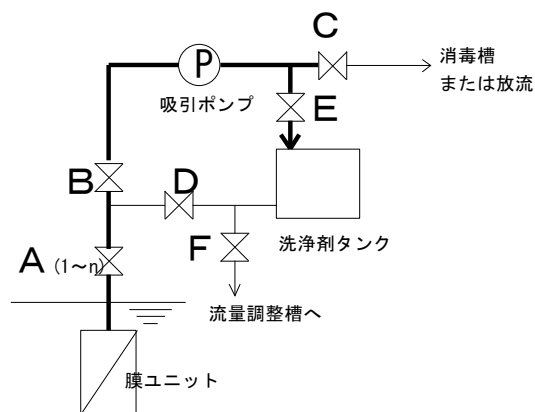 C
P
消毒槽
または放流
吸引ポンプ
E
B
D
洗浄剤タンク
F
A (1~n)
流量調整槽へ
膜ユニット